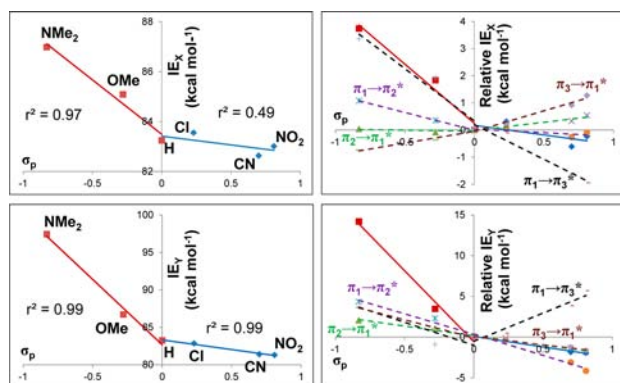 88
NMe₂
IEX
(kcal mol⁻¹)
86
OMe
r² = 0.97
r² = 0.49
84
Cl
H
NO₂
CN
82
σp
-1 -0.5 0 0.5 1
4
Relative IEX
(kcal mol⁻¹)
3
2
π₁→π₂*
π₃→π₁*
1
π₂→π₁*
0
-1 -0.5 0 0.5 1
σp
-1
π₁→π₃*
-2
100
NMe₂
IEY
(kcal mol⁻¹)
95
90
r² = 0.99
r² = 0.99
OMe
85
H
Cl
NO₂
CN
80
σp
-1 -0.5 0 0.5 1
15
Relative IEY
(kcal mol⁻¹)
10
π₁→π₂*
π₁→π₃*
5
π₂→π₁*
π₃→π₁*
0
-1 -0.5 0 0.5 1
σp
-5